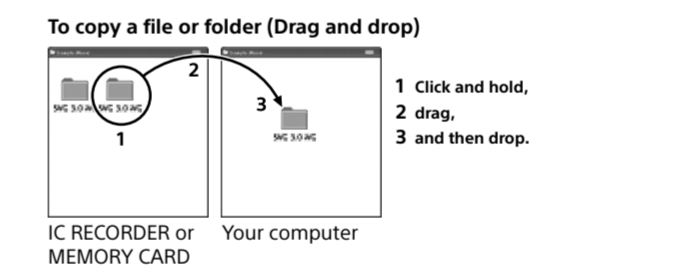 To copy a file or folder (Drag and drop)
2
3
1
1 Click and hold,
2 drag,
3 and then drop.
IC RECORDER or
MEMORY CARD
Your computer